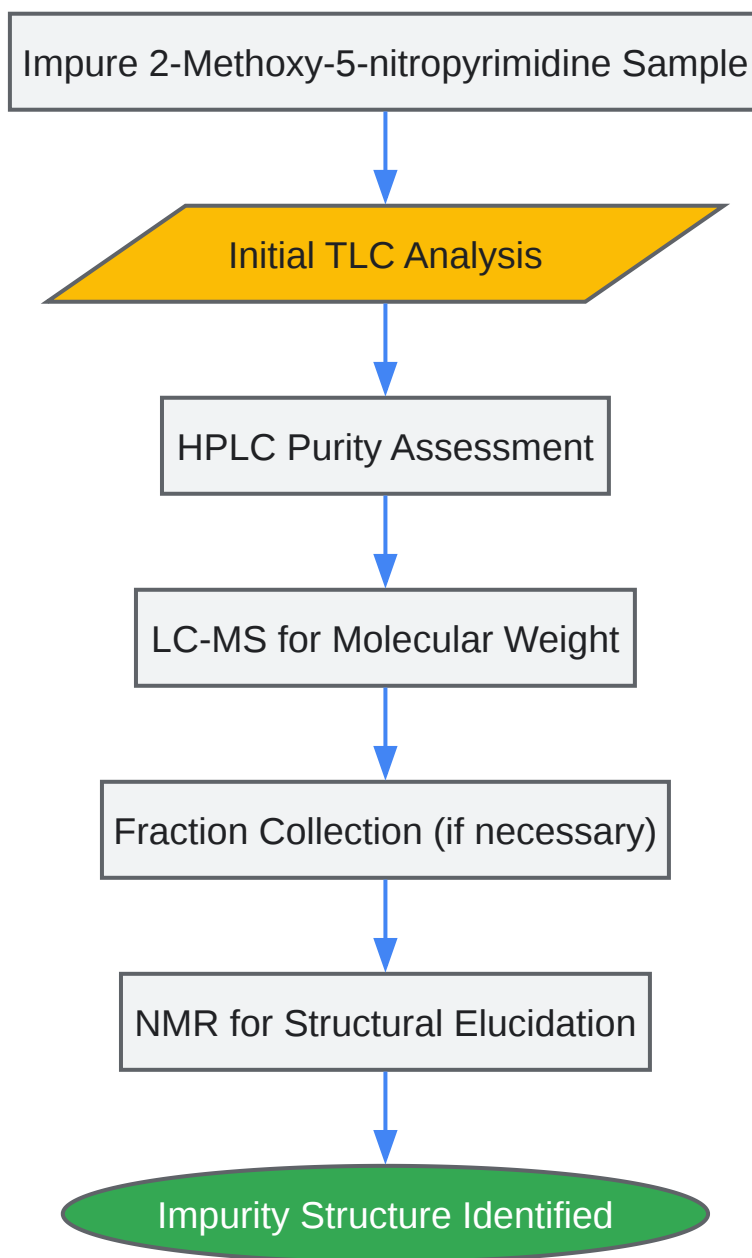 Impure 2-Methoxy-5-nitropyrimidine Sample
Initial TLC Analysis
HPLC Purity Assessment
LC-MS for Molecular Weight
Fraction Collection (if necessary)
NMR for Structural Elucidation
Impurity Structure Identified